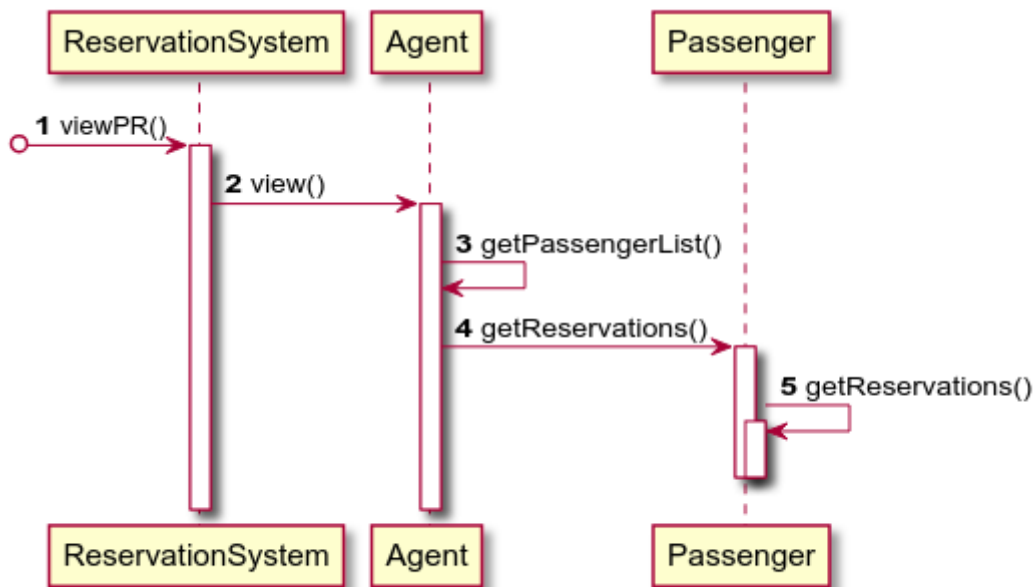 ReservationSystem
Agent
Passenger
1 viewPR()
2 view()
3 getPassengerList()
4 getReservations()
5 getReservations()
ReservationSystem
Agent
Passenger